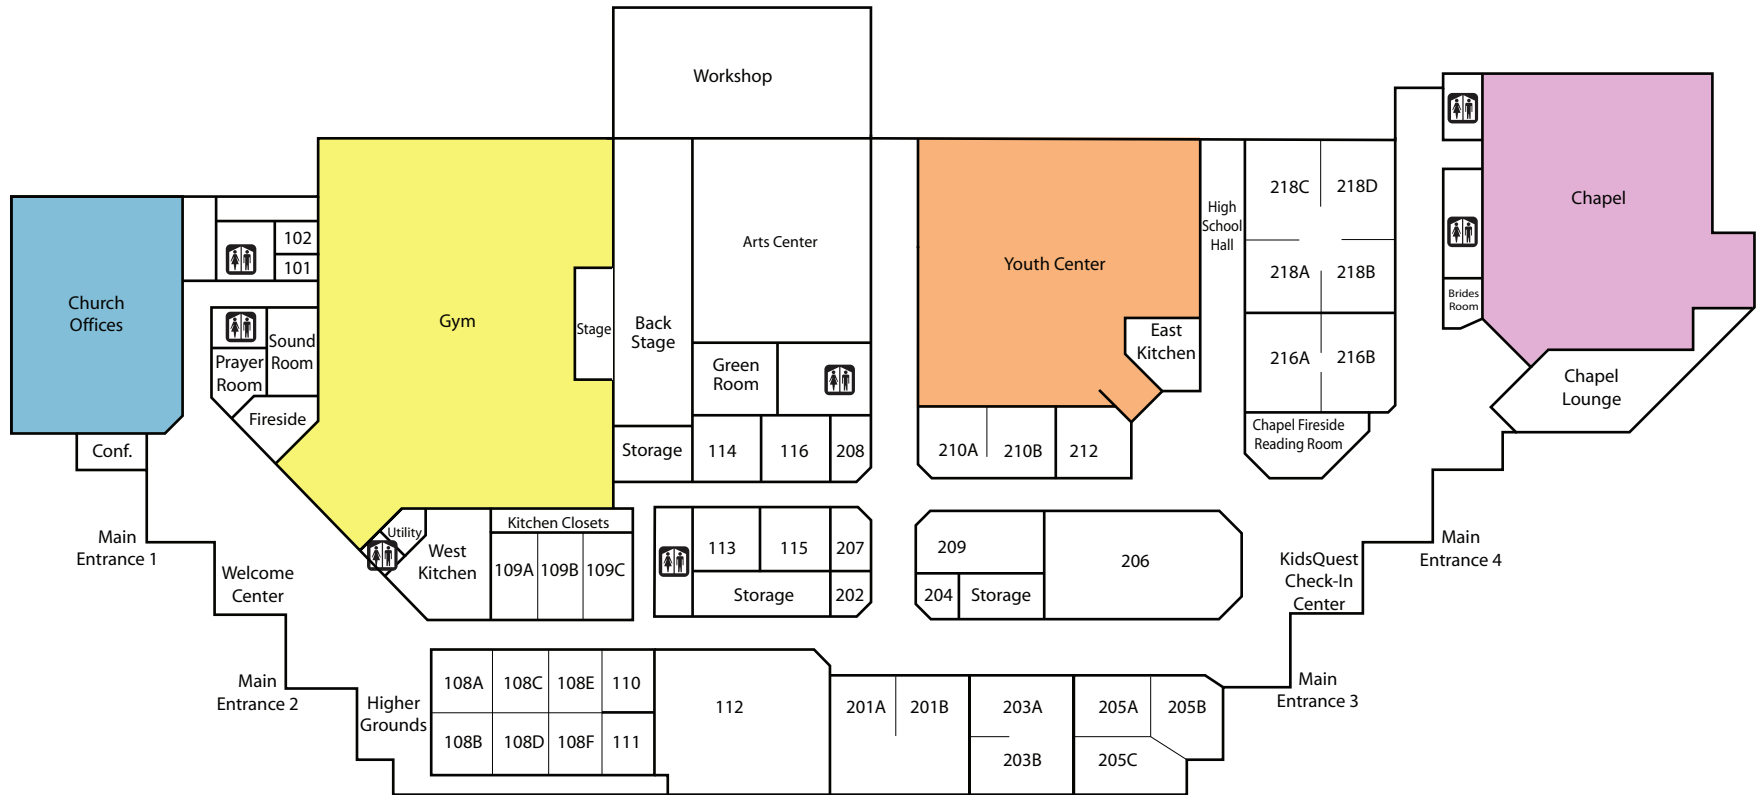 Workshop
Church
Offices
Conf.
102
101
Sound
Room
Prayer
Room
Fireside
Gym
Stage
Back
Stage
Arts Center
Green
Room
Storage
114
116
208
Youth Center
East
Kitchen
High
School
Hall
210A
210B
212
218C
218D
218A
218B
216A
216B
Chapel Fireside
Reading Room
Chapel
Brides
Room
Chapel
Lounge
Utility
West
Kitchen
Kitchen Closets
109A
109B
109C
113
115
207
Storage
202
209
204
Storage
206
Main
Entrance 1
Welcome
Center
Main
Entrance 2
Higher
Grounds
108A
108C
108E
110
108B
108D
108F
111
112
201A
201B
203A
203B
205A
205B
205C
Main
Entrance 3
KidsQuest
Check-In
Center
Main
Entrance 4